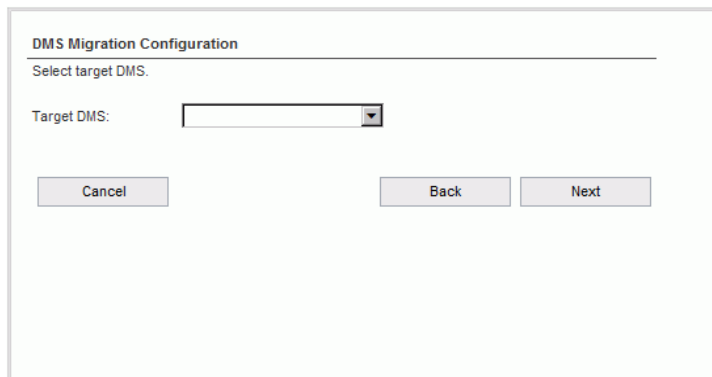 DMS Migration Configuration
Select target DMS.
Target DMS:
Cancel Back Next